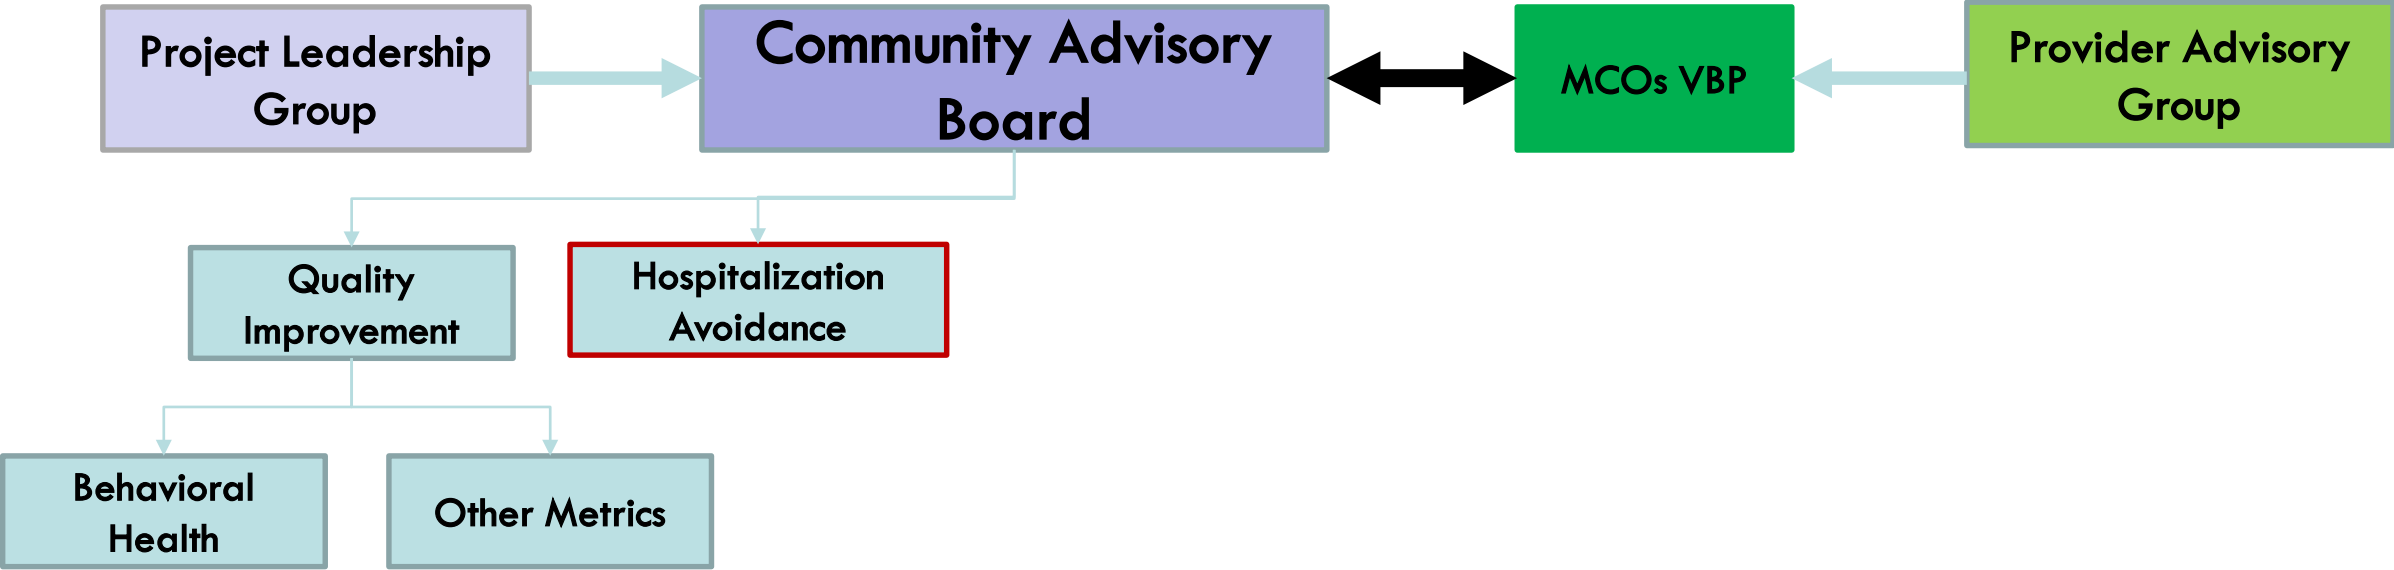 Project Leadership
Group
Community Advisory
Board
MCOs VBP
Provider Advisory
Group
Quality
Improvement
Hospitalization
Avoidance
Behavioral
Health
Other Metrics